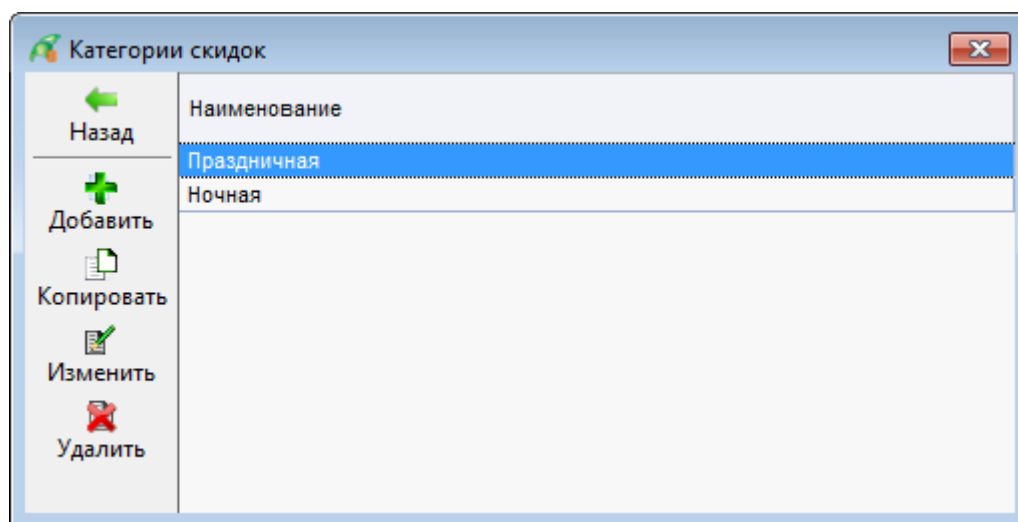 Категории скидок
Назад
Добавить
Копировать
Изменить
Удалить
Наименование
Праздничная
Ночная